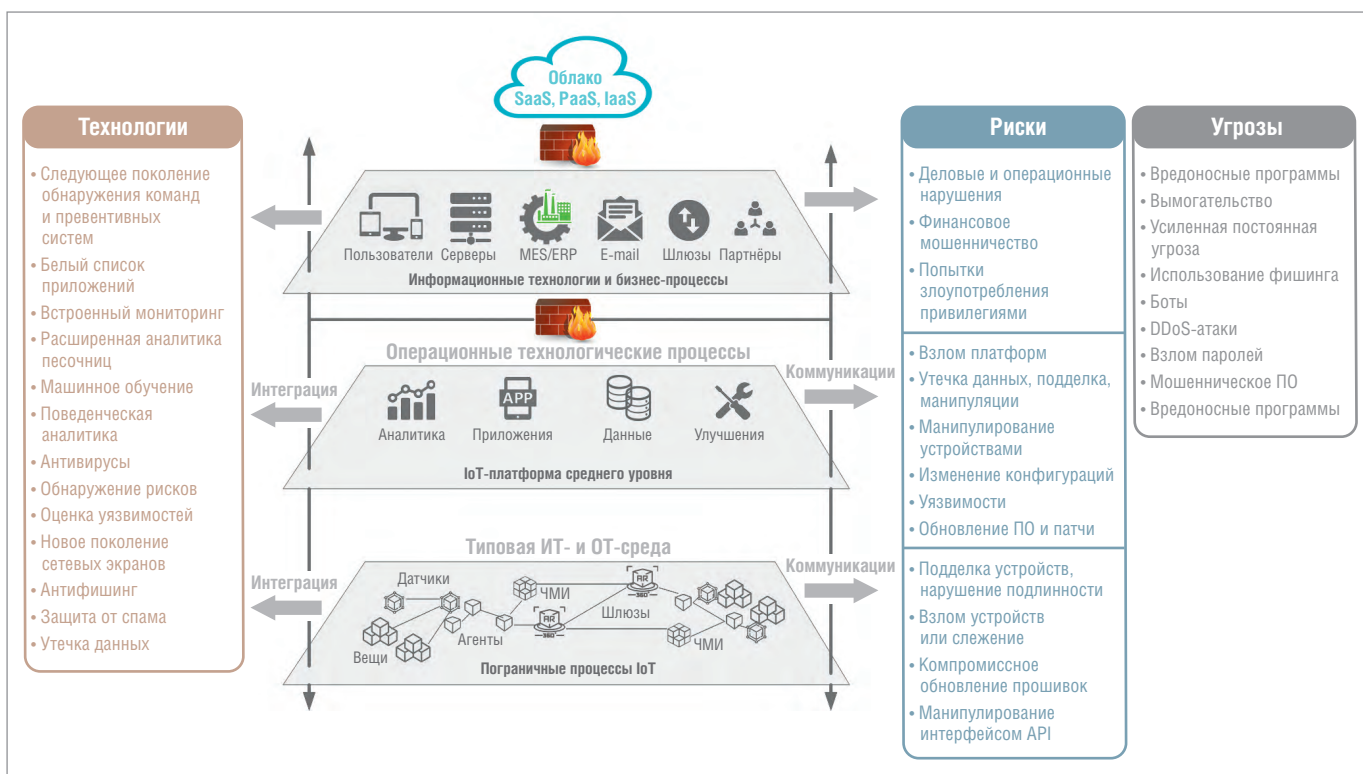 Облако
SaaS, PaaS, IaaS
Технологии
• Следующее поколение
обнаружения команд
и превентивных
систем
• Белый список
приложений
• Встроенный мониторинг
• Расширенная аналитика
песочниц
• Машинное обучение
• Поведенческая
аналитика
• Антивирусы
• Обнаружение рисков
• Оценка уязвимостей
• Новое поколение
сетевых экранов
• Антифишинг
• Защита от спама
• Утечка данных
Пользователи Серверы MES/ERP E-mail Шлюзы Партнёры
Информационные технологии и бизнес-процессы
Операционные технологические процессы
Интеграция
Коммуникации
APP
Аналитика Приложения Данные Улучшения
IoT-платформа среднего уровня
Типовая ИТ- и ОТ-среда
Интеграция
Коммуникации
Датчики
ЧМИ
AR
360°
Шлюзы
AR
360°
Агенты
ЧМИ
Вещи
Пограничные процессы IoT
Риски
• Деловые и операционные
нарушения
• Финансовое
мошенничество
• Попытки
злоупотребления
привилегиями
• Взлом платформ
• Утечка данных, подделка,
манипуляции
• Манипулирование
устройствами
• Изменение конфигураций
• Уязвимости
• Обновление ПО и патчи
• Подделка устройств,
нарушение подлинности
• Взлом устройств
или слежение
• Компромиссное
обновление прошивок
• Манипулирование
интерфейсом API
Угрозы
• Вредоносные программы
• Вымогательство
• Усиленная постоянная
угроза
• Использование фишинга
• Боты
• DDoS-атаки
• Взлом паролей
• Мошенническое ПО
• Вредоносные программы